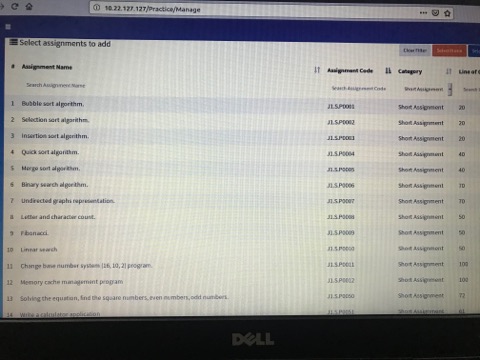 10.22.127.127/Practice/Manage
Select assignments to add
Clear Filter
# Assignment Name Assignment Code Category Line of
Search Assignment Name Search Assignment Code Short Assignment
1 Bubble sort algorithm. J1.S.P0001 Short Assignment 20
2 Selection sort algorithm. J1.S.P0002 Short Assignment 20
3 Insertion sort algorithm. J1.S.P0003 Short Assignment 20
4 Quick sort algorithm. J1.S.P0004 Short Assignment 40
5 Merge sort algorithm. J1.S.P0005 Short Assignment 40
6 Binary search algorithm. J1.S.P0006 Short Assignment 70
7 Undirected graphs representation. J1.S.P0007 Short Assignment 70
8 Letter and character count. J1.S.P0008 Short Assignment 50
9 Fibonacci. J1.S.P0009 Short Assignment 50
10 Linear search. J1.S.P0010 Short Assignment 50
11 Change base number system (16, 10, 2) program. J1.S.P0011 Short Assignment 100
12 Memory cache management program J1.S.P0012 Short Assignment 100
13 Solving the equation, find the square numbers, even numbers, odd numbers. J1.S.P0050 Short Assignment 72
14 Write a calculator application J1.S.P0051 Short Assignment 61
DELL